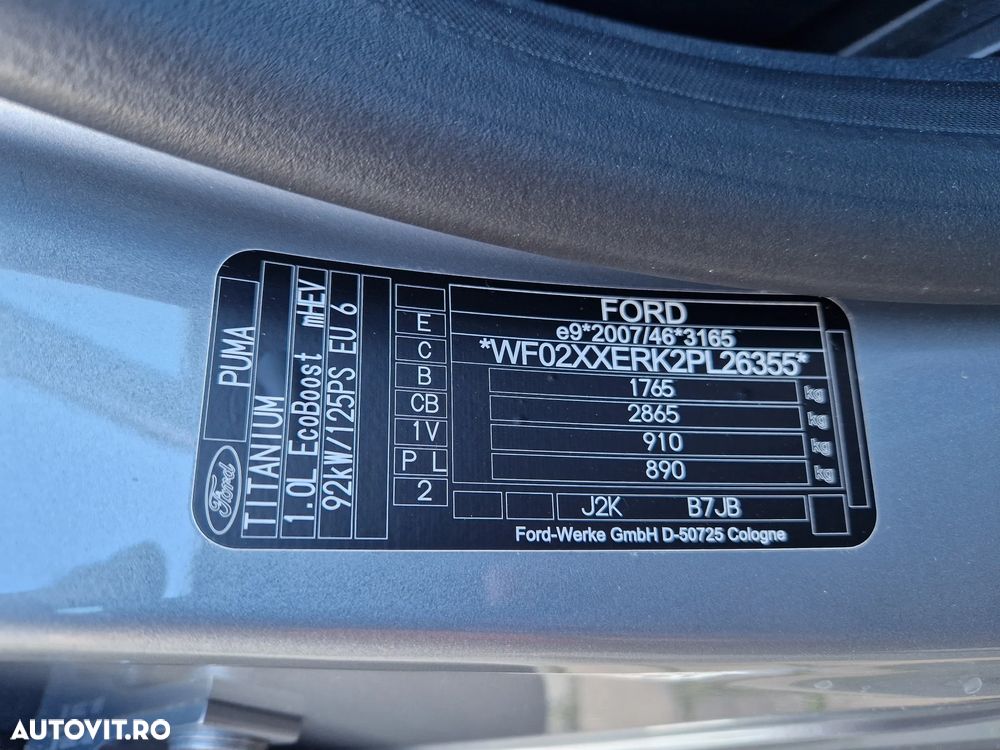 FORD
e9*2007/46*3165
*WF02XXERK2PL26355*
1765 kg
2865 kg
910 kg
890 kg
J2K B7JB
Ford-Werke GmbH D-50725 Cologne
E
C
B
CB
1V
P L
2
Ford PUMA
TITANIUM
1.0L EcoBoost mHEV
92kW/125PS EU 6
AUTOVIT.RO